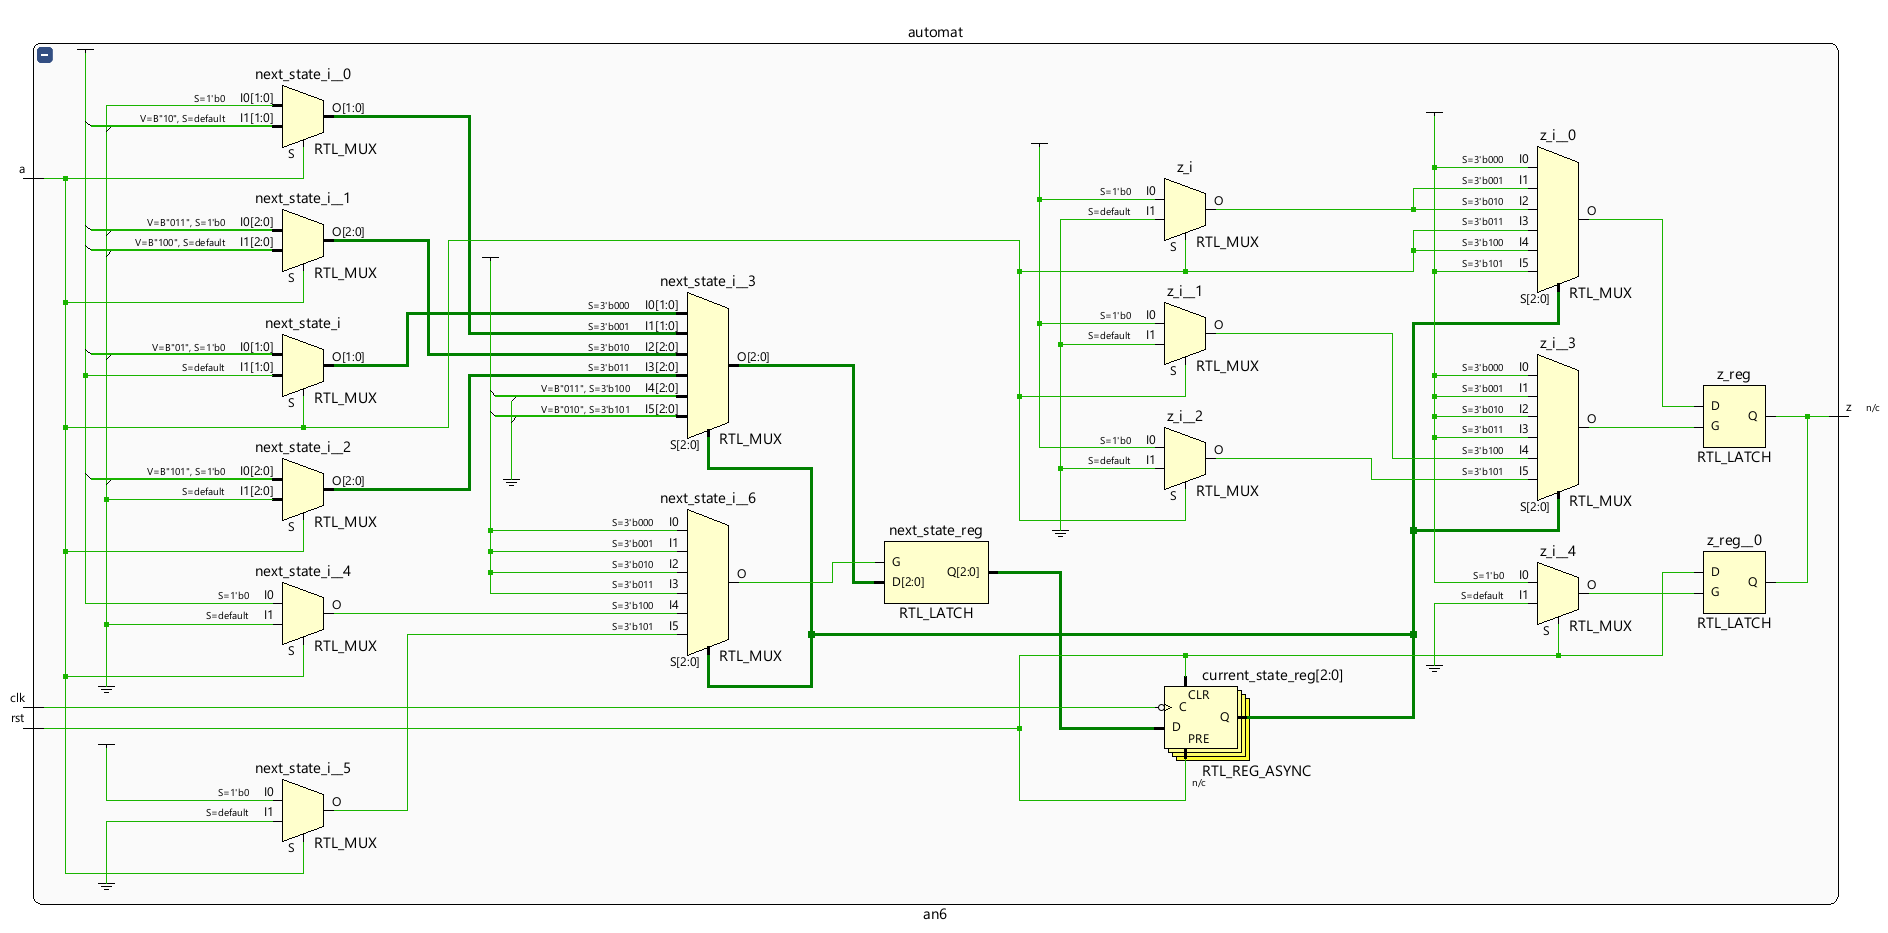 automat
next_state_i__0
S=1'b0 I0[1:0]
V=B"10", S=default I1[1:0]
O[1:0]
S
RTL_MUX
a
next_state_i__1
V=B"011", S=1'b0 I0[2:0]
V=B"100", S=default I1[2:0]
O[2:0]
S
RTL_MUX
next_state_i
V=B"01", S=1'b0 I0[1:0]
S=default I1[1:0]
O[1:0]
S
RTL_MUX
next_state_i__2
V=B"101", S=1'b0 I0[2:0]
S=default I1[2:0]
O[2:0]
S
RTL_MUX
next_state_i__4
S=1'b0 I0
S=default I1
O
S
RTL_MUX
clk
rst
next_state_i__5
S=1'b0 I0
S=default I1
O
S
RTL_MUX
next_state_i__3
S=3'b000 I0[1:0]
S=3'b001 I1[1:0]
S=3'b010 I2[2:0]
S=3'b011 I3[2:0]
V=B"011", S=3'b100 I4[2:0]
V=B"010", S=3'b101 I5[2:0]
O[2:0]
S[2:0]
RTL_MUX
next_state_i__6
S=3'b000 I0
S=3'b001 I1
S=3'b010 I2
S=3'b011 I3
S=3'b100 I4
S=3'b101 I5
O
S[2:0]
RTL_MUX
next_state_reg
G
D[2:0]
Q[2:0]
RTL_LATCH
z_i
S=1'b0 I0
S=default I1
O
S
RTL_MUX
z_i__1
S=1'b0 I0
S=default I1
O
S
RTL_MUX
z_i__2
S=1'b0 I0
S=default I1
O
S
RTL_MUX
current_state_reg[2:0]
CLR
C
D
Q
PRE
RTL_REG_ASYNC
n/c
z_i__0
S=3'b000 I0
S=3'b001 I1
S=3'b010 I2
S=3'b011 I3
S=3'b100 I4
S=3'b101 I5
O
S[2:0]
RTL_MUX
z_i__3
S=3'b000 I0
S=3'b001 I1
S=3'b010 I2
S=3'b011 I3
S=3'b100 I4
S=3'b101 I5
O
S[2:0]
RTL_MUX
z_i__4
S=1'b0 I0
S=default I1
O
S
RTL_MUX
z_reg
D
G
Q
RTL_LATCH
z n/c
z_reg__0
D
G
Q
RTL_LATCH
an6